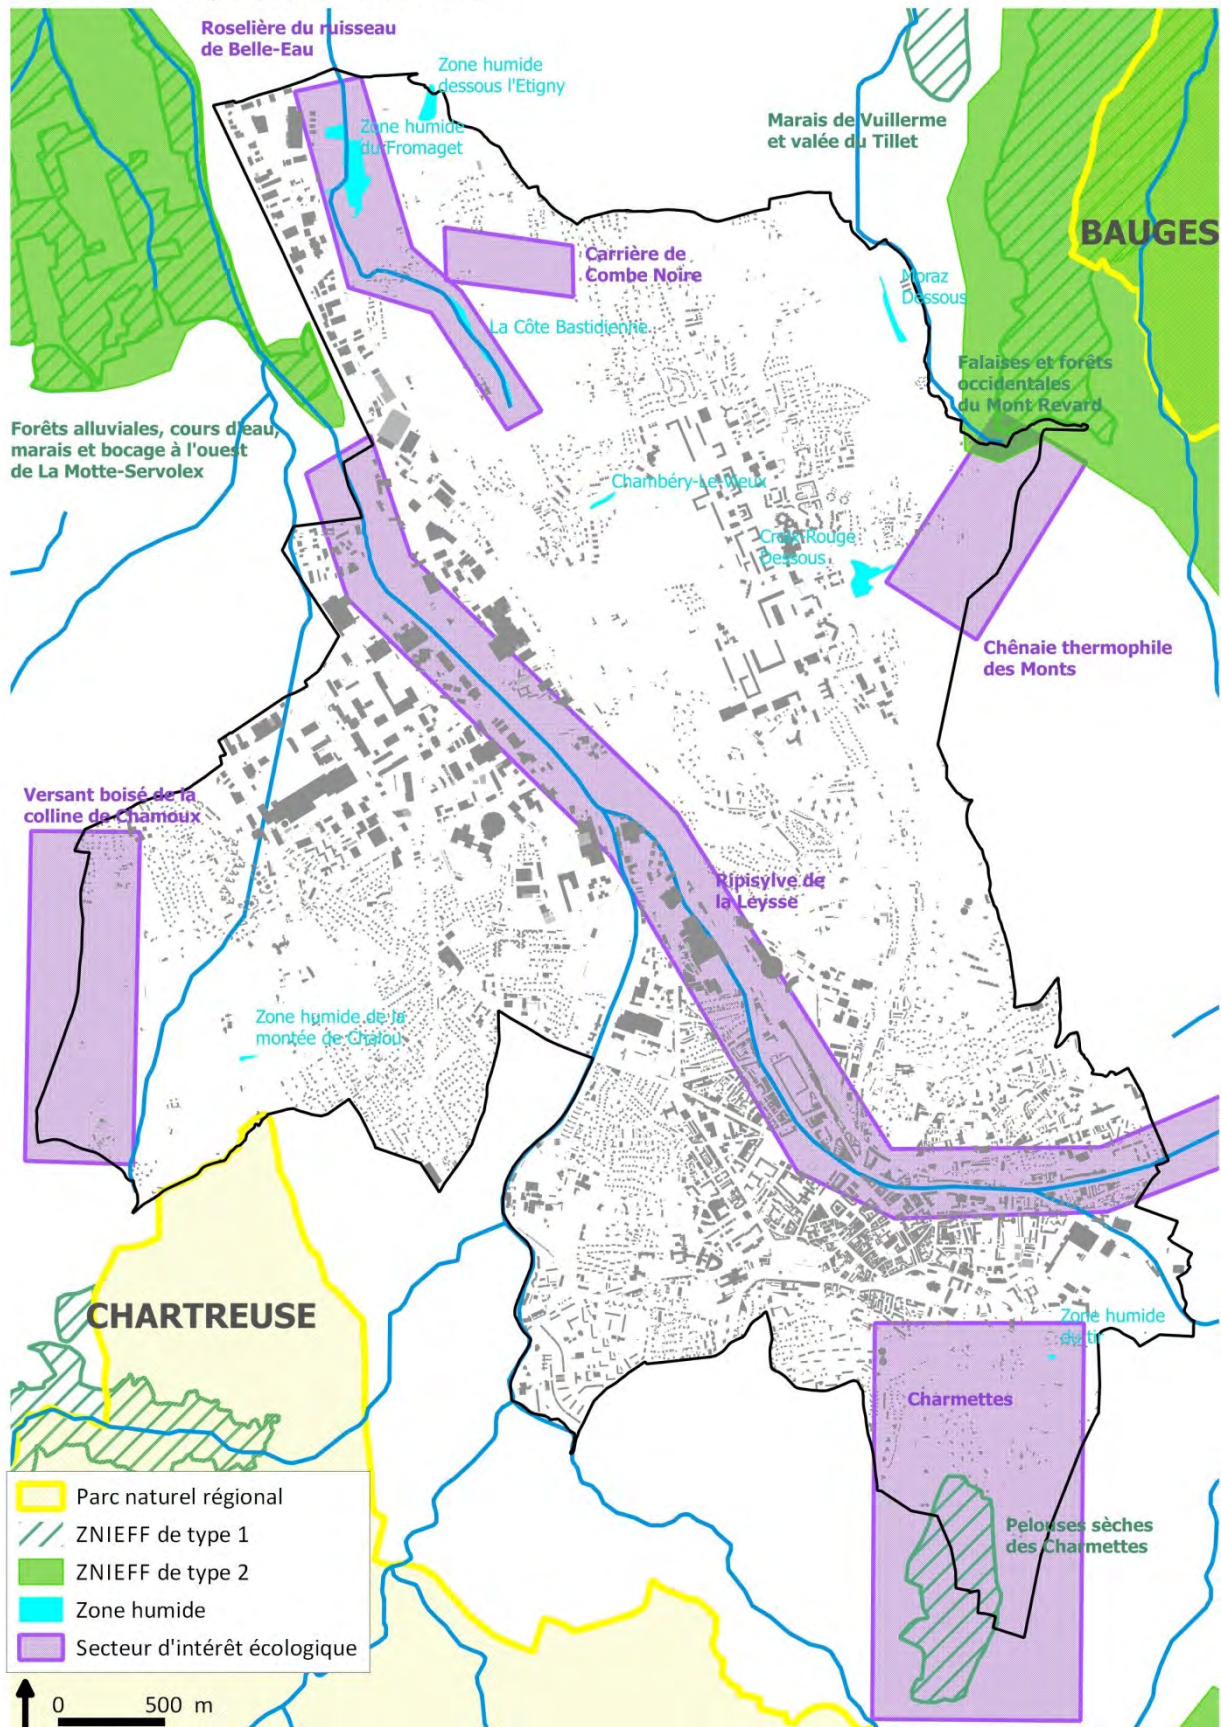 Roselière du ruisseau
de Belle-Eau
Zone humide
dessous l'Etigny
Zone humide
du Fromaget
Marais de Vuillerme
et valée du Tillet
BAUGES
Carrière de
Combe Noire
Moraz
Dessous
La Côte Bastidienne
Falaises et forêts
occidentales
du Mont Revard
Forêts alluviales, cours d'eau,
marais et bocage à l'ouest
de La Motte-Servolex
Chambéry-Le-Vieux
Croix Rouge
Dessous
Chênaie thermophile
des Monts
Versant boisé de la
colline de Chamoux
Ripisylve de
la Leysse
Zone humide de la
montée de Chalou
CHARTREUSE
Zone humide
du tir
Charmettes
Pelouses sèches
des Charmettes
Parc naturel régional
ZNIEFF de type 1
ZNIEFF de type 2
Zone humide
Secteur d'intérêt écologique
0 500 m